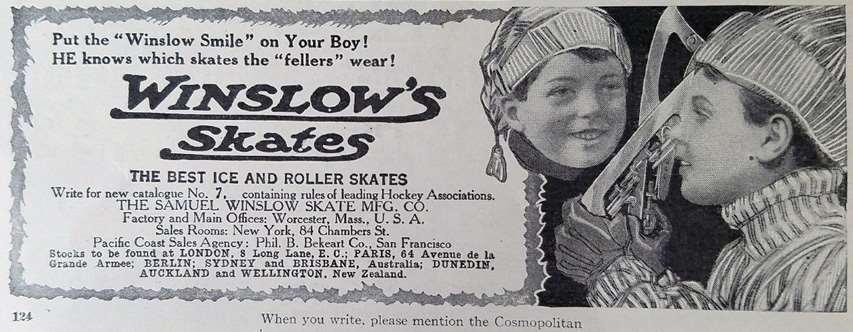 Put the "Winslow Smile" on Your Boy!
HE knows which skates the "fellers" wear!
WINSLOW'S
Skates
THE BEST ICE AND ROLLER SKATES
Write for new catalogue No. 7, containing rules of leading Hockey Associations.
THE SAMUEL WINSLOW SKATE MFG. CO.
Factory and Main Offices: Worcester, Mass., U. S. A.
Sales Rooms: New York, 84 Chambers St.
Pacific Coast Sales Agency: Phil. B. Bekeart Co., San Francisco
Stocks to be found at LONDON, 8 Long Lane, E. C.; PARIS, 64 Avenue de la
Grande Armee; BERLIN; SYDNEY and BRISBANE, Australia; DUNEDIN,
AUCKLAND and WELLINGTON, New Zealand.
124
When you write, please mention the Cosmopolitan